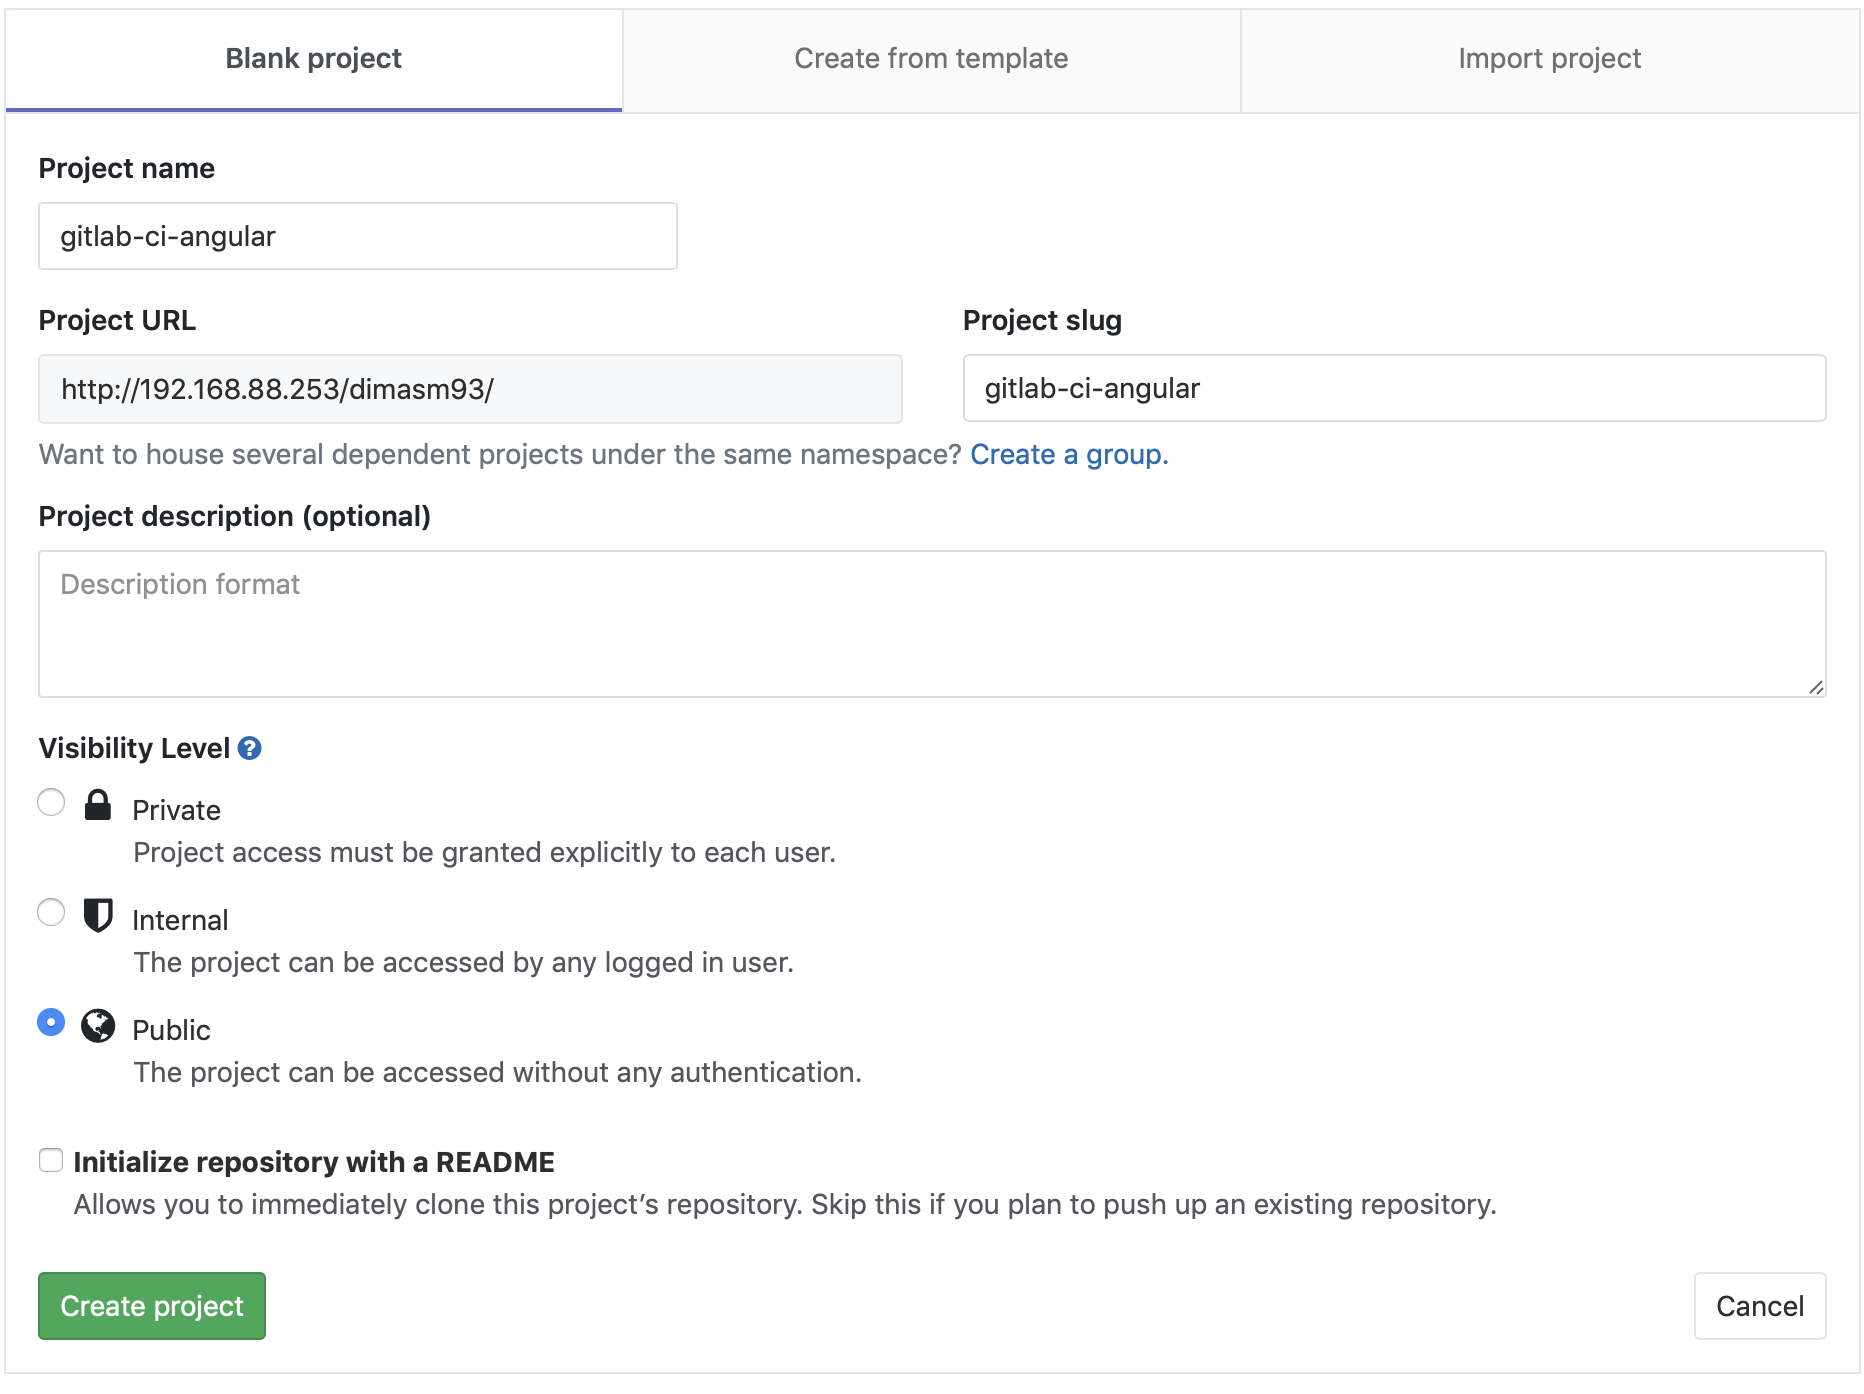 Blank project
Create from template
Import project
Project name
gitlab-ci-angular
Project URL
Project slug
http://192.168.88.253/dimasm93/
gitlab-ci-angular
Want to house several dependent projects under the same namespace? Create a group.
Project description (optional)
Description format
Visibility Level ?
Private
Project access must be granted explicitly to each user.
Internal
The project can be accessed by any logged in user.
Public
The project can be accessed without any authentication.
Initialize repository with a README
Allows you to immediately clone this project’s repository. Skip this if you plan to push up an existing repository.
Create project
Cancel